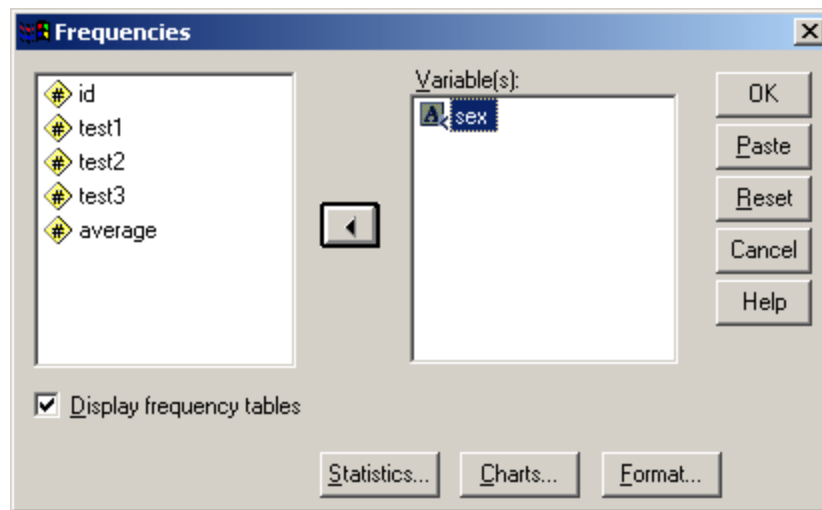 Frequencies
id
test1
test2
test3
average
Variable(s):
sex
OK
Paste
Reset
Cancel
Help
Display frequency tables
Statistics...
Charts...
Format...